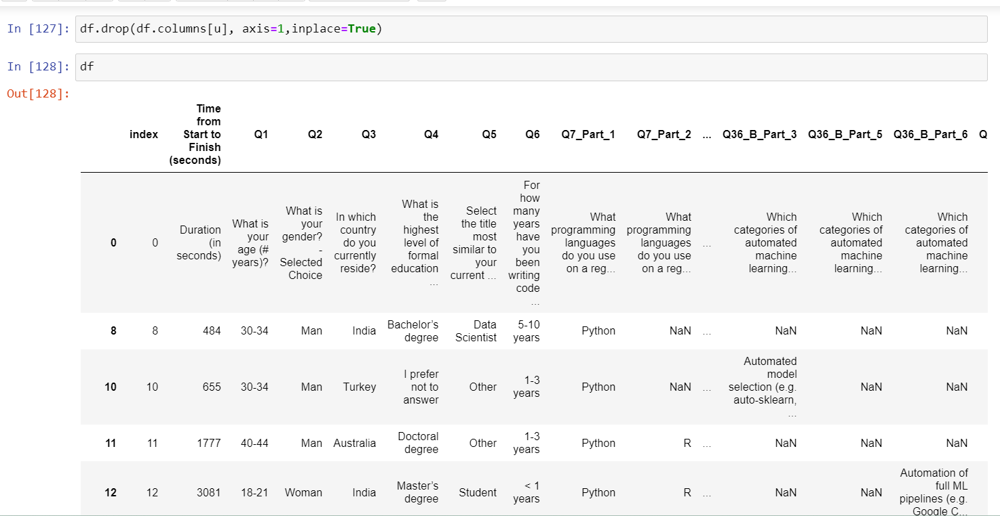 In [127]: df.drop(df.columns[u], axis=1,inplace=True)
In [128]: df
Out[128]:
Time
from
index Start to Q1 Q2 Q3 Q4 Q5 Q6 Q7_Part_1 Q7_Part_2 ... Q36_B_Part_3 Q36_B_Part_5 Q36_B_Part_6 Q
Finish
(seconds)
0 0 Duration (in seconds) What is your age (# years)? What is your gender? - Selected Choice In which country do you currently reside? What is the highest level of formal education ... Select the title most similar to your current ... For how many years have you been writing code ... What programming languages do you use on a reg... What programming languages do you use on a reg... ... Which categories of automated machine learning... Which categories of automated machine learning... Which categories of automated machine learning...
8 8 484 30-34 Man India Bachelor’s degree Data Scientist 5-10 years Python NaN ... NaN NaN NaN
10 10 655 30-34 Man Turkey I prefer not to answer Other 1-3 years Python NaN ... Automated model selection (e.g. auto-sklearn, ... NaN NaN
11 11 1777 40-44 Man Australia Doctoral degree Other 1-3 years Python R ... NaN NaN NaN
12 12 3081 18-21 Woman India Master’s degree Student < 1 years Python R ... NaN NaN Automation of full ML pipelines (e.g. Google C...